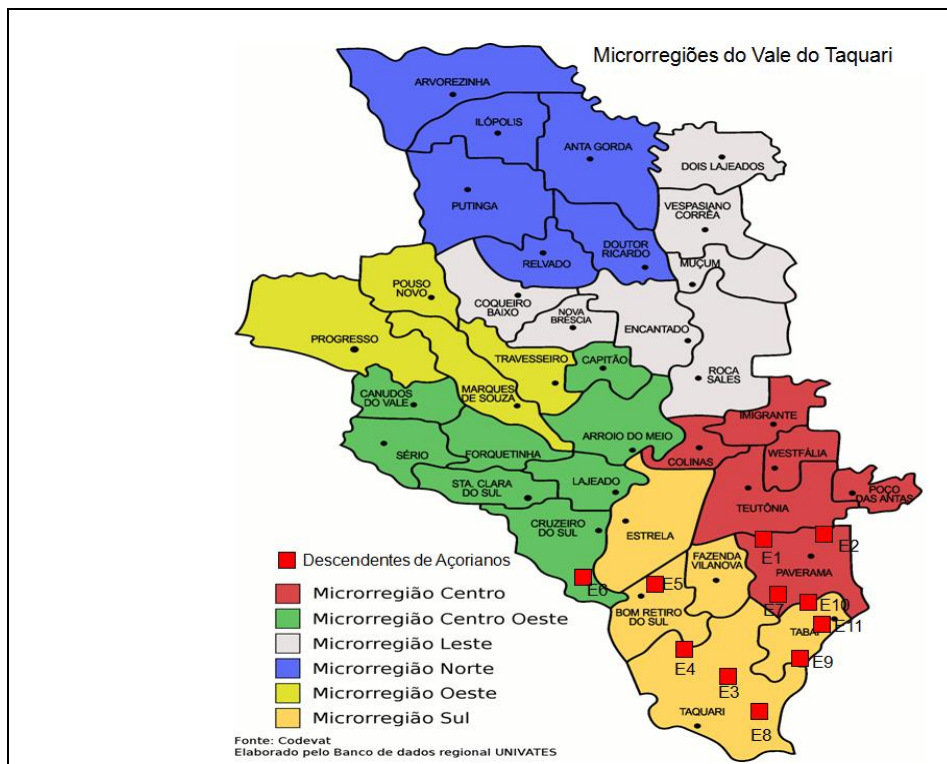 Microrregiões do Vale do Taquari
ARVOREZINHA
ILÓPOLIS
ANTA GORDA
DOIS LAJEADOS
PUTINGA
VESPASIANO
CORRÊA
DOUTOR
RICARDO
RELVADO
MUÇUM
POUSO
NOVO
COQUEIRO
BAIXO
NOVA
BRÉSCIA
ENCANTADO
PROGRESSO
TRAVESSEIRO
CAPITÃO
ROCA
SALES
MARQUES
DE SOUZA
CANUDOS
DO VALE
IMIGRANTE
ARROIO DO MEIO
SÉRIO
FORQUETINHA
COLINAS
WESTFÁLIA
STA. CLARA
DO SUL
LAJEADO
TEUTÔNIA
POÇO
DAS ANTAS
CRUZEIRO
DO SUL
ESTRELA
E1
E2
FAZENDA
VILANOVA
PAVERAMA
E6
E5
E7
E10
BOM RETIRO
DO SUL
TABAÍ
E11
E4
E9
E3
TAQUARI
E8
Descendentes de Açorianos
Microrregião Centro
Microrregião Centro Oeste
Microrregião Leste
Microrregião Norte
Microrregião Oeste
Microrregião Sul
Fonte: Codevat
Elaborado pelo Banco de dados regional UNIVATES